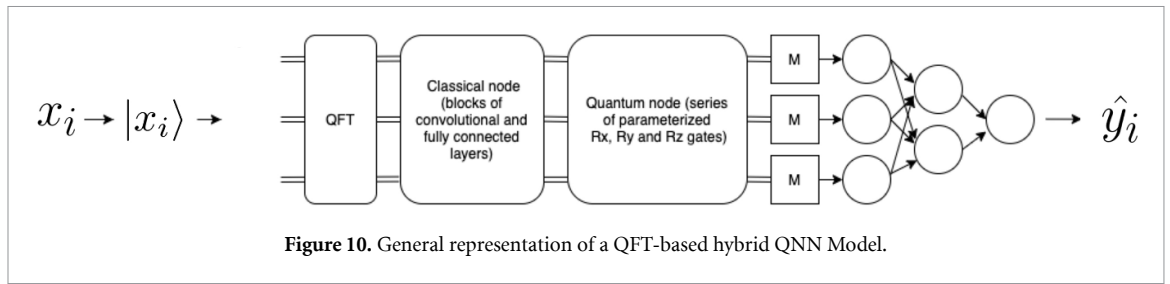 x_i → |x_i⟩ →
QFT
Classical node
(blocks of
convolutional and
fully connected
layers)
Quantum node (series
of parameterized
Rx, Ry and Rz gates)
M
M
M
→ ŷ_i
Figure 10. General representation of a QFT-based hybrid QNN Model.